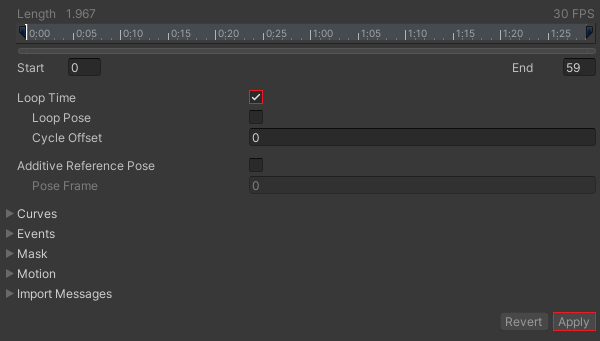 Length 1.967 30 FPS
0:00 0:05 0:10 0:15 0:20 0:25 1:00 1:05 1:10 1:15 1:20 1:25
Start 0 End 59
Loop Time
Loop Pose
Cycle Offset 0
Additive Reference Pose
Pose Frame 0
Curves
Events
Mask
Motion
Import Messages
Revert Apply